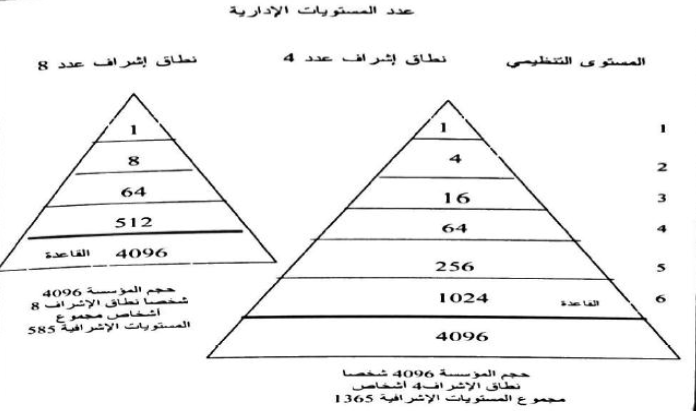 عدد المستويات الإدارية
المستوى التنظيمي
نطاق إشراف عدد 4
نطاق إشراف عدد 8
1
2
3
4
5
6
1
4
16
64
256
1024 القاعدة
4096
حجم المؤسسة 4096 شخصا
نطاق الإشراف4 أشخاص
مجموع المستويات الإشرافية 1365
1
8
64
512
4096 القاعدة
حجم المؤسسة 4096
شخصا نطاق الإشراف 8
أشخاص مجموع
المستويات الإشرافية 585